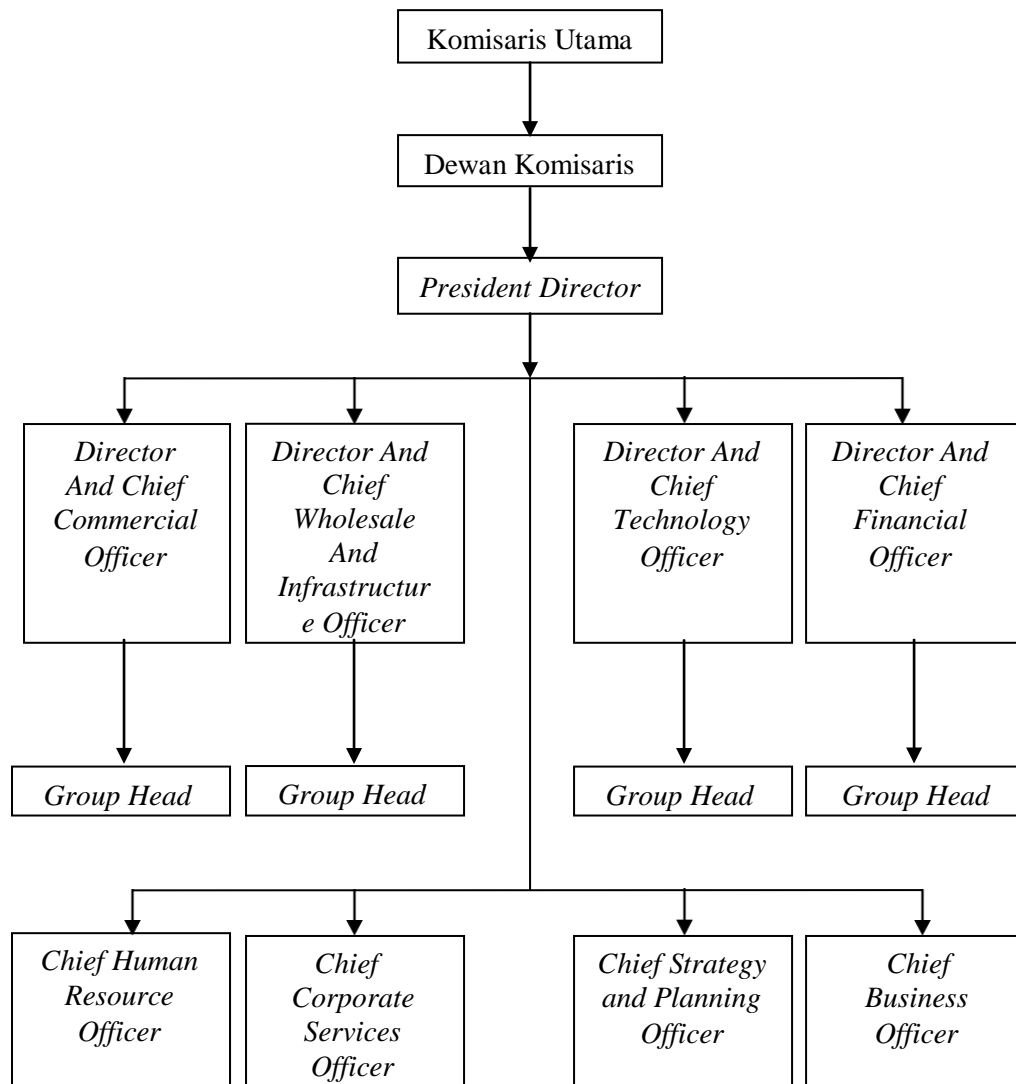 Komisaris Utama
Dewan Komisaris
President Director
Director
And Chief
Commercial
Officer
Director And
Chief
Wholesale
And
Infrastructur
e Officer
Director And
Chief
Technology
Officer
Director And
Chief
Financial
Officer
Group Head
Group Head
Group Head
Group Head
Chief Human
Resource
Officer
Chief
Corporate
Services
Officer
Chief Strategy
and Planning
Officer
Chief
Business
Officer